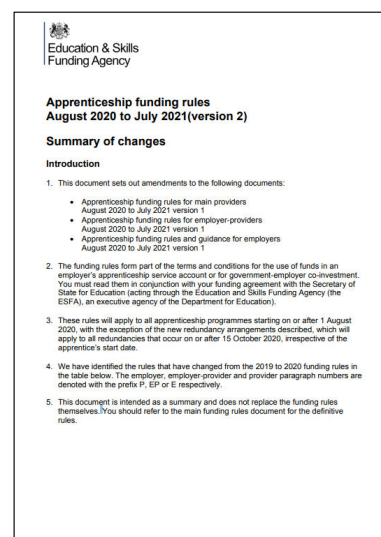 Education & Skills
Funding Agency
Apprenticeship funding rules
August 2020 to July 2021(version 2)
Summary of changes
Introduction
1. This document sets out amendments to the following documents:
• Apprenticeship funding rules for main providers
August 2020 to July 2021 version 1
• Apprenticeship funding rules for employer-providers
August 2020 to July 2021 version 1
• Apprenticeship funding rules and guidance for employers
August 2020 to July 2021 version 1
2. The funding rules form part of the terms and conditions for the use of funds in an
employer's apprenticeship service account or for government-employer co-investment.
You must read them in conjunction with your funding agreement with the Secretary of
State for Education (acting through the Education and Skills Funding Agency (the
ESFA), an executive agency of the Department for Education).
3. These rules will apply to all apprenticeship programmes starting on or after 1 August
2020, with the exception of the new redundancy arrangements described, which will
apply to all redundancies that occur on or after 15 October 2020, irrespective of the
apprentice's start date.
4. We have identified the rules that have changed from the 2019 to 2020 funding rules in
the table below. The employer, employer-provider and provider paragraph numbers are
denoted with the prefix P, EP or E respectively.
5. This document is intended as a summary and does not replace the funding rules
themselves. You should refer to the main funding rules document for the definitive
rules.